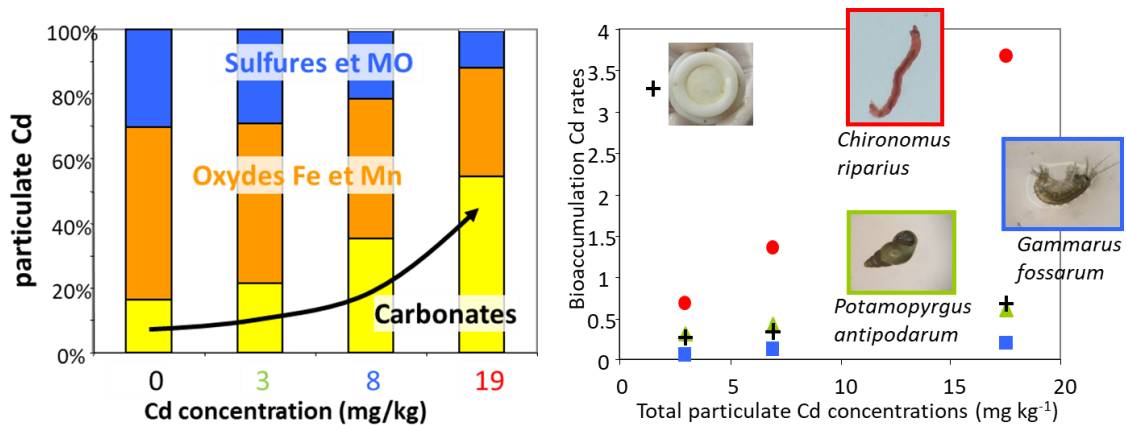 100%
80%
60%
40%
20%
0%
particulate Cd
Sulfures et MO
Oxydes Fe et Mn
Carbonates
0 3 8 19
Cd concentration (mg/kg)
4
3.5
3
2.5
2
1.5
1
0.5
0
Bioaccumulation Cd rates
Chironomus
riparius
Gammarus
fossarum
Potamopyrgus
antipodarum
0 5 10 15 20
Total particulate Cd concentrations (mg kg⁻¹)